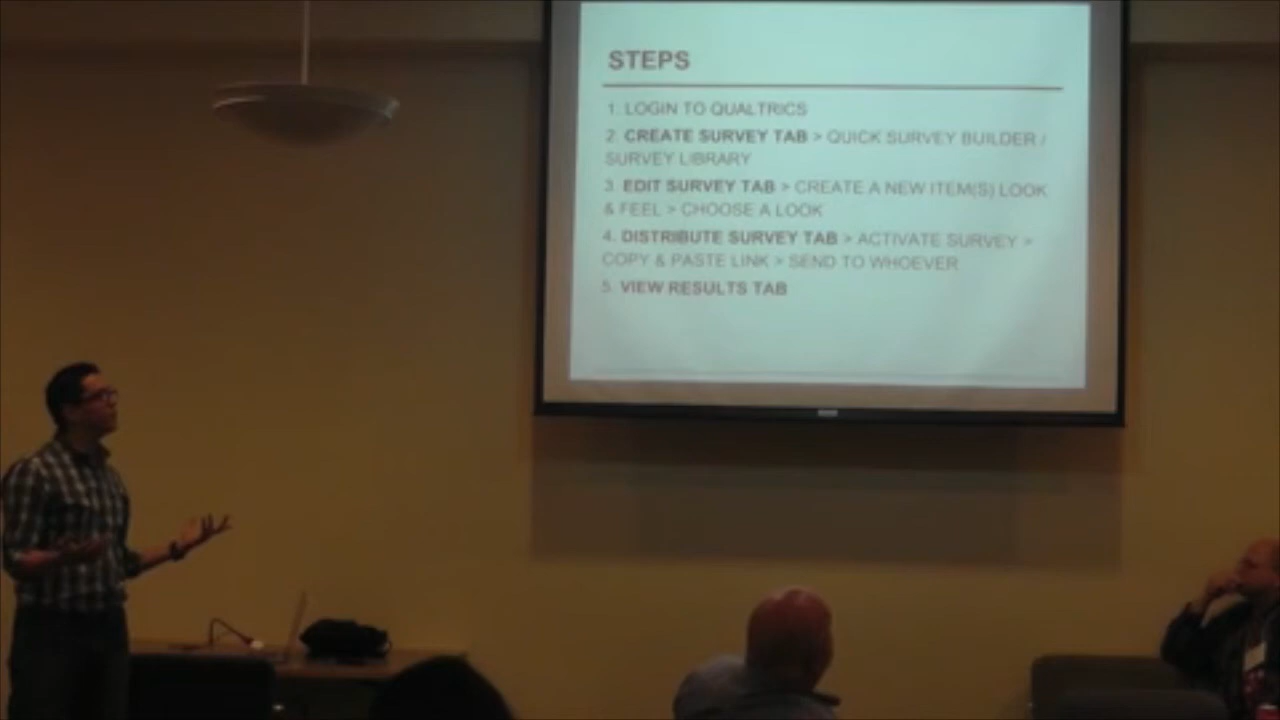 STEPS
1. LOGIN TO QUALTRICS
2. CREATE SURVEY TAB > QUICK SURVEY BUILDER /
SURVEY LIBRARY
3. EDIT SURVEY TAB > CREATE A NEW ITEM(S) LOOK
& FEEL > CHOOSE A LOOK
4. DISTRIBUTE SURVEY TAB > ACTIVATE SURVEY >
COPY & PASTE LINK > SEND TO WHOEVER
5. VIEW RESULTS TAB